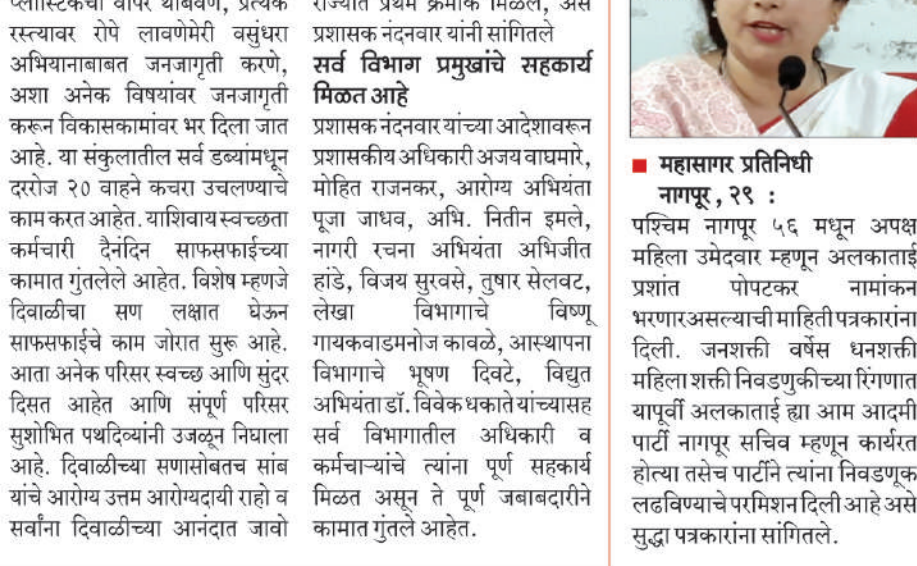 प्लास्टिकचा वापर थांबवणे, प्रत्येक
रस्त्यावर रोपे लावणेमेरी वसुंधरा
अभियानाबाबत जनजागृती करणे,
अशा अनेक विषयांवर जनजागृती
करून विकासकामांवर भर दिला जात
आहे. या संकुलातील सर्व डब्यांमधून
दररोज २० वाहने कचरा उचलण्याचे
काम करत आहेत. याशिवाय स्वच्छता
कर्मचारी दैनंदिन साफसफाईच्या
कामात गुंतलेले आहेत. विशेष म्हणजे
दिवाळीचा सण लक्षात घेऊन
साफसफाईचे काम जोरात सुरू आहे.
आता अनेक परिसर स्वच्छ आणि सुंदर
दिसत आहेत आणि संपूर्ण परिसर
सुशोभित पथदिव्यांनी उजळून निघाला
आहे. दिवाळीच्या सणासोबतच सांब
यांचे आरोग्य उत्तम आरोग्यदायी राहो व
सर्वांना दिवाळीच्या आनंदात जावो
राज्यात प्रथम क्रमांक मिळेल, असे
प्रशासक नंदनवार यांनी सांगितले
सर्व विभाग प्रमुखांचे सहकार्य
मिळत आहे
प्रशासक नंदनवार यांच्या आदेशावरून
प्रशासकीय अधिकारी अजय वाघमारे,
मोहित राजनकर, आरोग्य अभियंता
पूजा जाधव, अभि. नितीन इमले,
नागरी रचना अभियंता अभिजीत
हांडे, विजय सुरवसे, तुषार सेलवट,
लेखा विभागाचे विष्णू
गायकवाडमनोज कावळे, आस्थापना
विभागाचे भूषण दिवटे, विद्युत
अभियंता डॉ. विवेक धकाते यांच्यासह
सर्व विभागातील अधिकारी व
कर्मचाऱ्यांचे त्यांना पूर्ण सहकार्य
मिळत असून ते पूर्ण जबाबदारीने
कामात गुंतले आहेत.
■ महासागर प्रतिनिधी
नागपूर, २९ :
पश्चिम नागपूर ५६ मधून अपक्ष
महिला उमेदवार म्हणून अलकाताई
प्रशांत पोपटकर नामांकन
भरणार असल्याची माहिती पत्रकारांना
दिली. जनशक्ती वर्षेस धनशक्ती
महिला शक्ती निवडणुकीच्या रिंगणात
यापूर्वी अलकाताई ह्या आम आदमी
पार्टी नागपूर सचिव म्हणून कार्यरत
होत्या तसेच पार्टीने त्यांना निवडणूक
लढविण्याचे परमिशन दिली आहे असे
सुद्धा पत्रकारांना सांगितले.